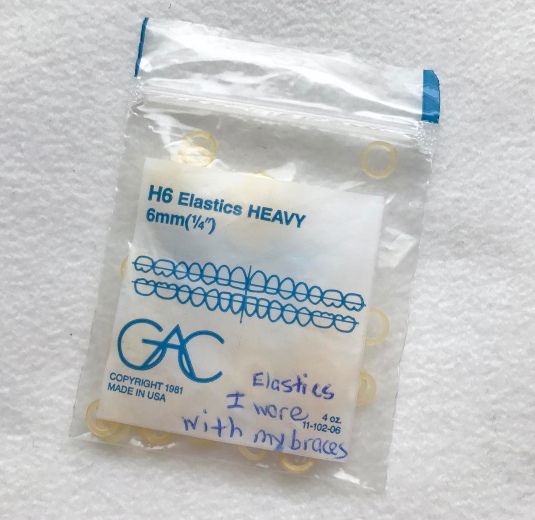 H6 Elastics HEAVY
6mm(¼")
GAC
COPYRIGHT 1981
MADE IN USA
Elastics
I wore
with my braces
4 oz.
11-102-06